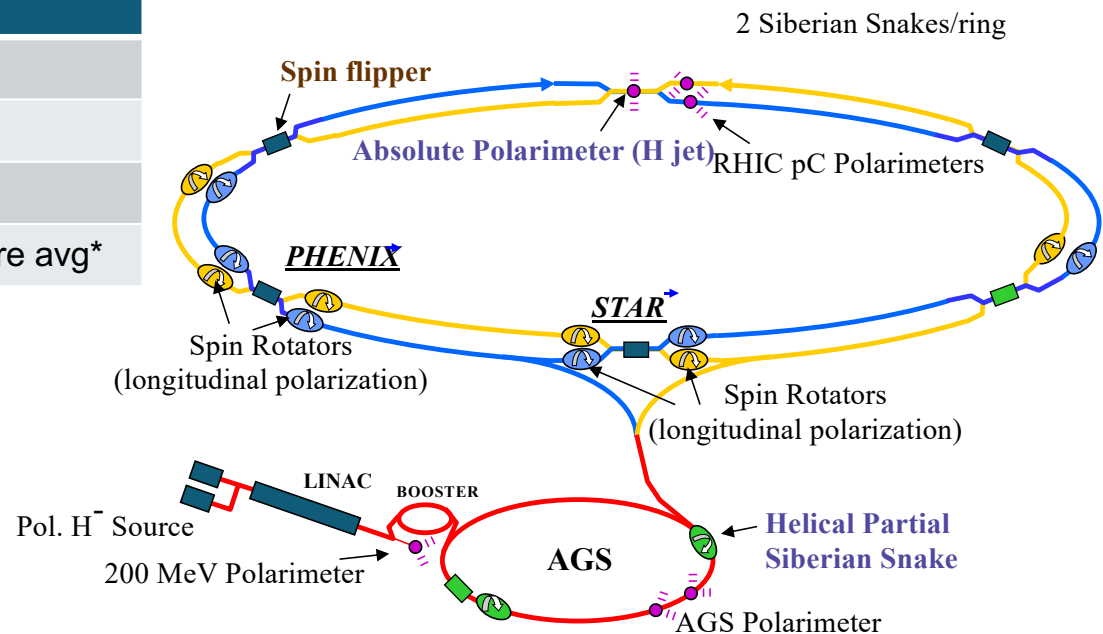 2 Siberian Snakes/ring
Spin flipper
Absolute Polarimeter (H jet)
RHIC pC Polarimeters
avg*
PHENIX
STAR
Spin Rotators
(longitudinal polarization)
Spin Rotators
(longitudinal polarization)
LINAC
BOOSTER
Pol. H⁻ Source
200 MeV Polarimeter
AGS
Helical Partial
Siberian Snake
AGS Polarimeter